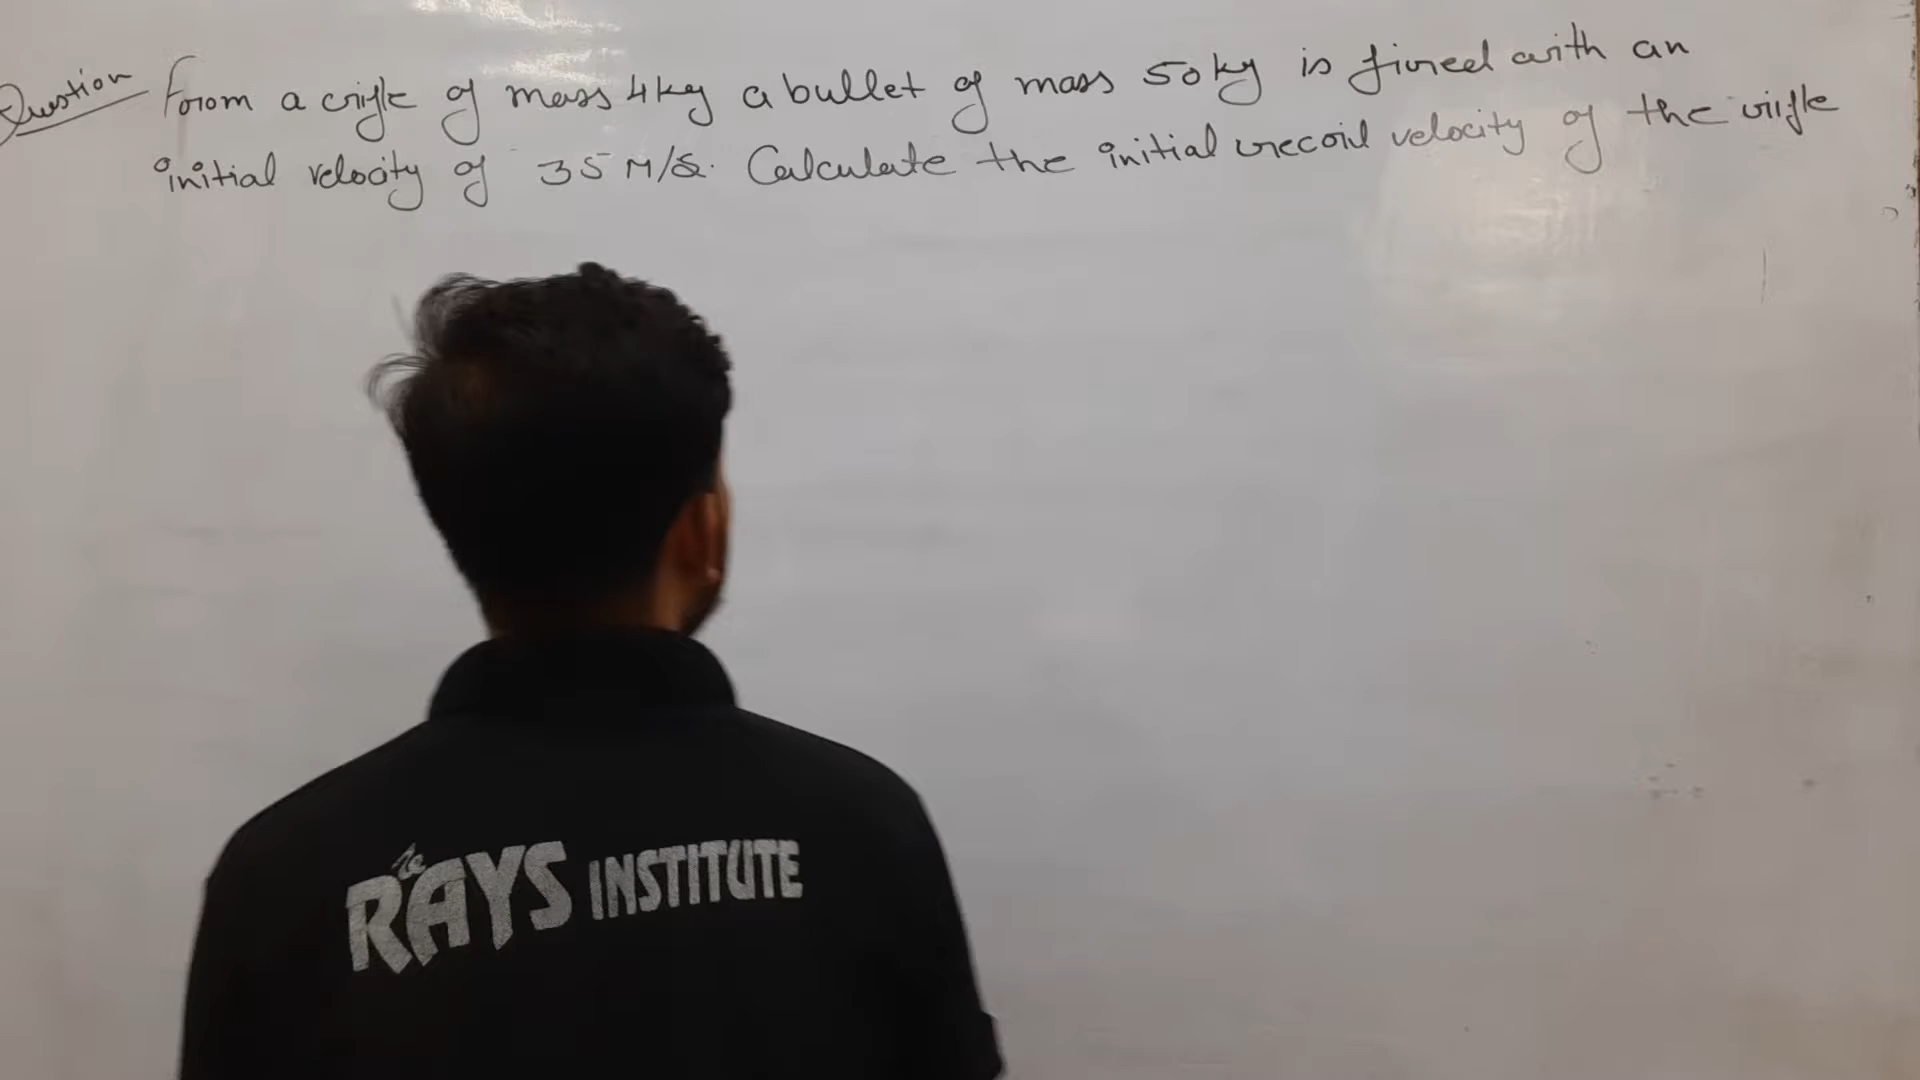 Question From a rifle of mass 4kg a bullet of mass 50kg is fired with an
initial velocity of 35 M/S. Calculate the initial recoil velocity of the rifle
The RAYS INSTITUTE